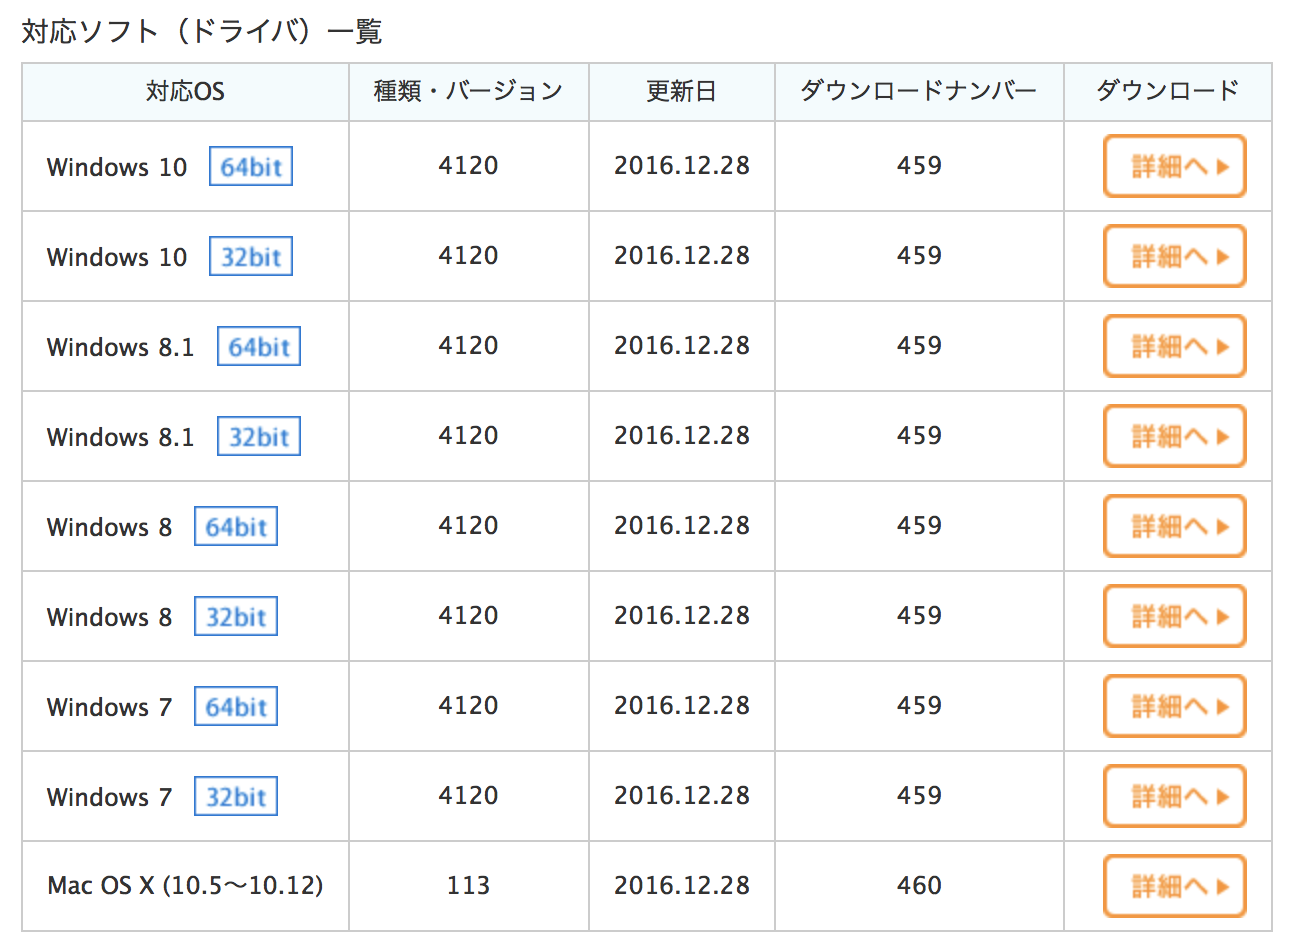 対応ソフト（ドライバ）一覧
対応OS 種類・バージョン 更新日 ダウンロードナンバー ダウンロード
Windows 10 64bit 4120 2016.12.28 459 詳細へ▶
Windows 10 32bit 4120 2016.12.28 459 詳細へ▶
Windows 8.1 64bit 4120 2016.12.28 459 詳細へ▶
Windows 8.1 32bit 4120 2016.12.28 459 詳細へ▶
Windows 8 64bit 4120 2016.12.28 459 詳細へ▶
Windows 8 32bit 4120 2016.12.28 459 詳細へ▶
Windows 7 64bit 4120 2016.12.28 459 詳細へ▶
Windows 7 32bit 4120 2016.12.28 459 詳細へ▶
Mac OS X (10.5〜10.12) 113 2016.12.28 460 詳細へ▶